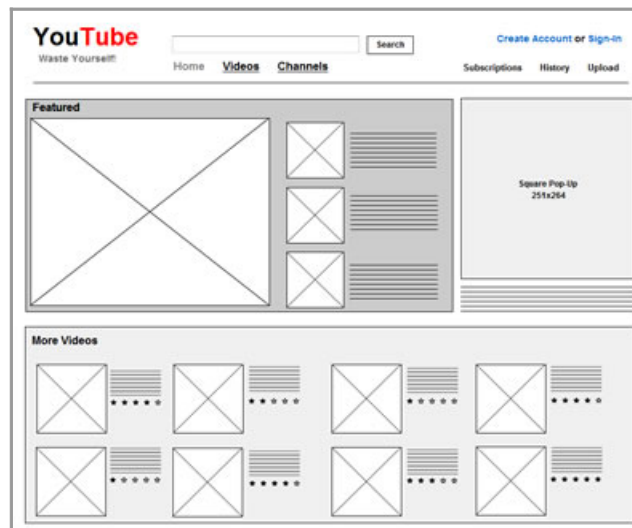 YouTube
Waste Yourself!
Search
Create Account or Sign-In
Home Videos Channels
Subscriptions History Upload
Featured
Square Pop-Up
251x264
More Videos